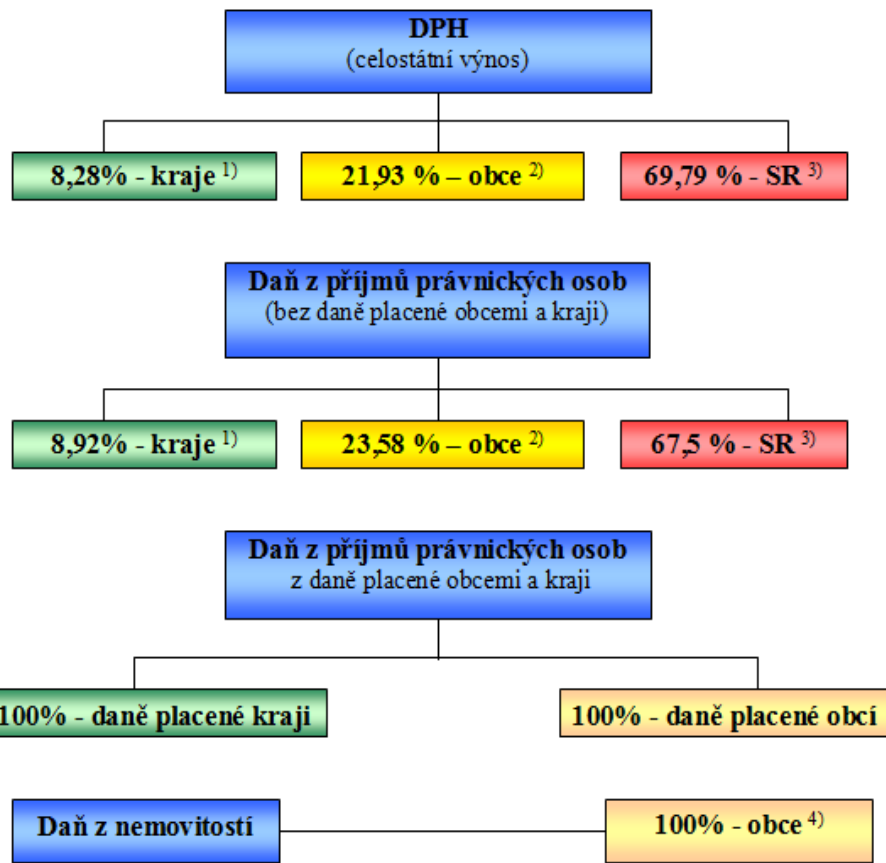 DPH
(celostátní výnos)
8,28% - kraje 1)
21,93 % – obce 2)
69,79 % - SR 3)
Daň z příjmů právnických osob
(bez daně placené obcemi a kraji)
8,92% - kraje 1)
23,58 % – obce 2)
67,5 % - SR 3)
Daň z příjmů právnických osob
z daně placené obcemi a kraji
100% - daně placené kraji
100% - daně placené obcí
Daň z nemovitostí
100% - obce 4)